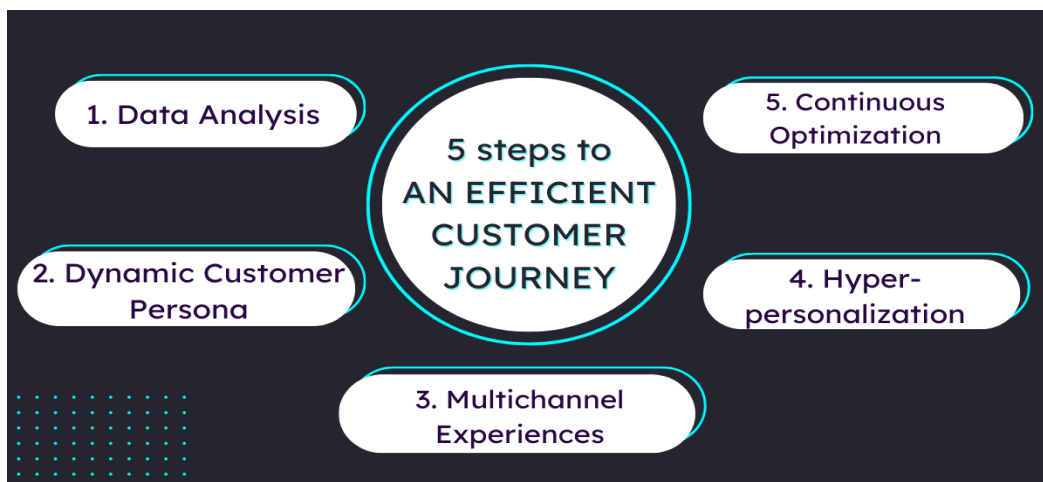 5 steps to
AN EFFICIENT
CUSTOMER
JOURNEY
1. Data Analysis
2. Dynamic Customer
Persona
3. Multichannel
Experiences
4. Hyper-
personalization
5. Continuous
Optimization